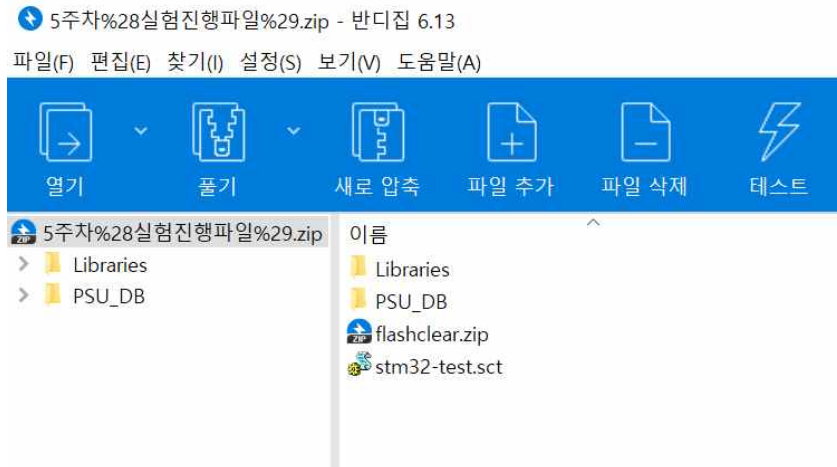 5주차%28실험진행파일%29.zip - 반디집 6.13
파일(F) 편집(E) 찾기(I) 설정(S) 보기(V) 도움말(A)
열기 풀기 새로 압축 파일 추가 파일 삭제 테스트
5주차%28실험진행파일%29.zip
Libraries
PSU_DB
이름
Libraries
PSU_DB
flashclear.zip
stm32-test.sct